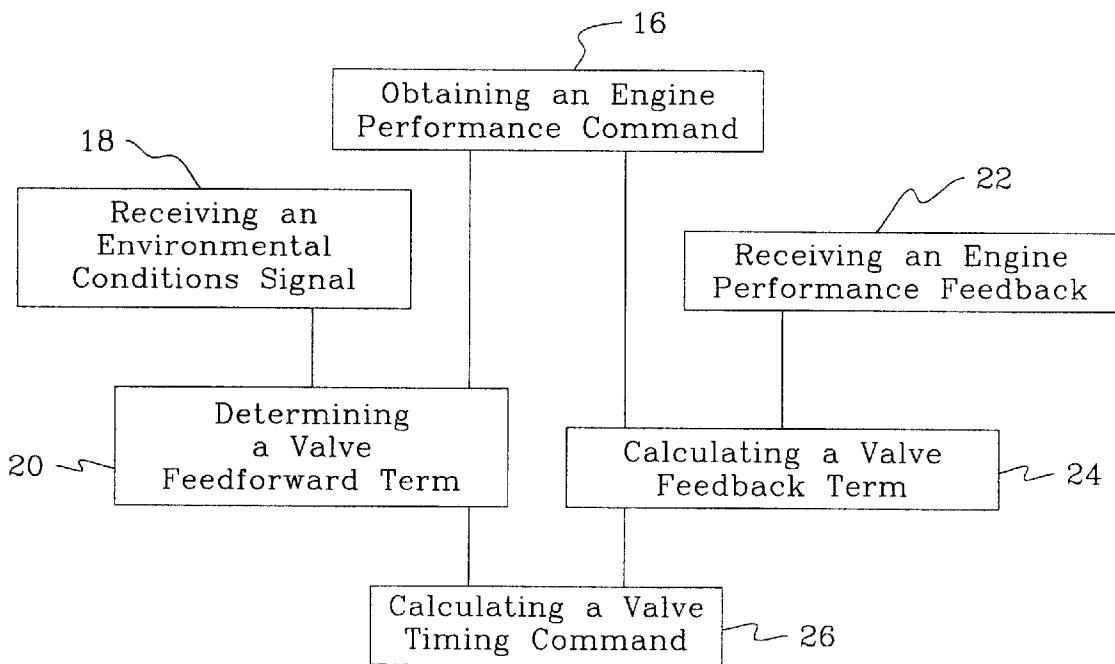 16
Obtaining an Engine
Performance Command
18
Receiving an
Environmental
Conditions Signal
22
Receiving an Engine
Performance Feedback
Determining
a Valve
Feedforward Term
20
Calculating a Valve
Feedback Term
24
Calculating a Valve
Timing Command
26